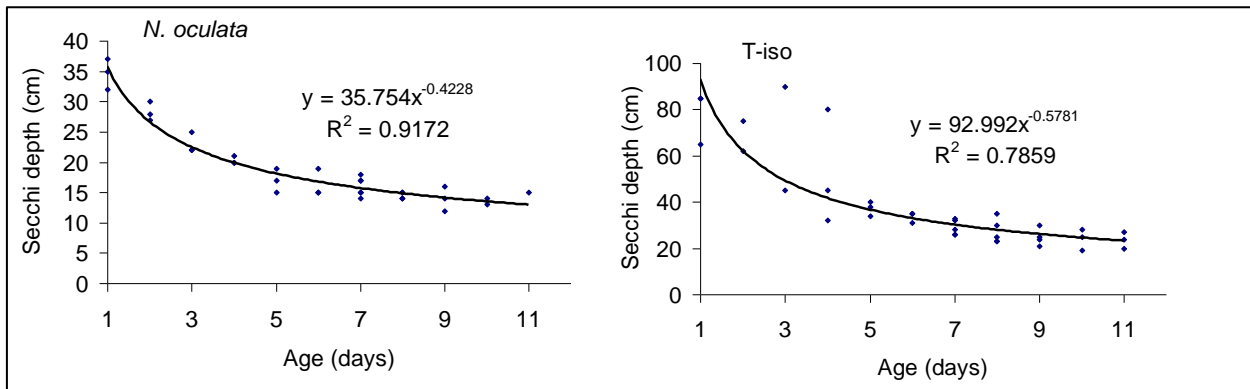 N. oculata
40
35
30
25
20
15
10
5
0
Secchi depth (cm)
y = 35.754x^-0.4228
R² = 0.9172
1 3 5 7 9 11
Age (days)
T-iso
100
80
60
40
20
0
Secchi depth (cm)
y = 92.992x^-0.5781
R² = 0.7859
1 3 5 7 9 11
Age (days)